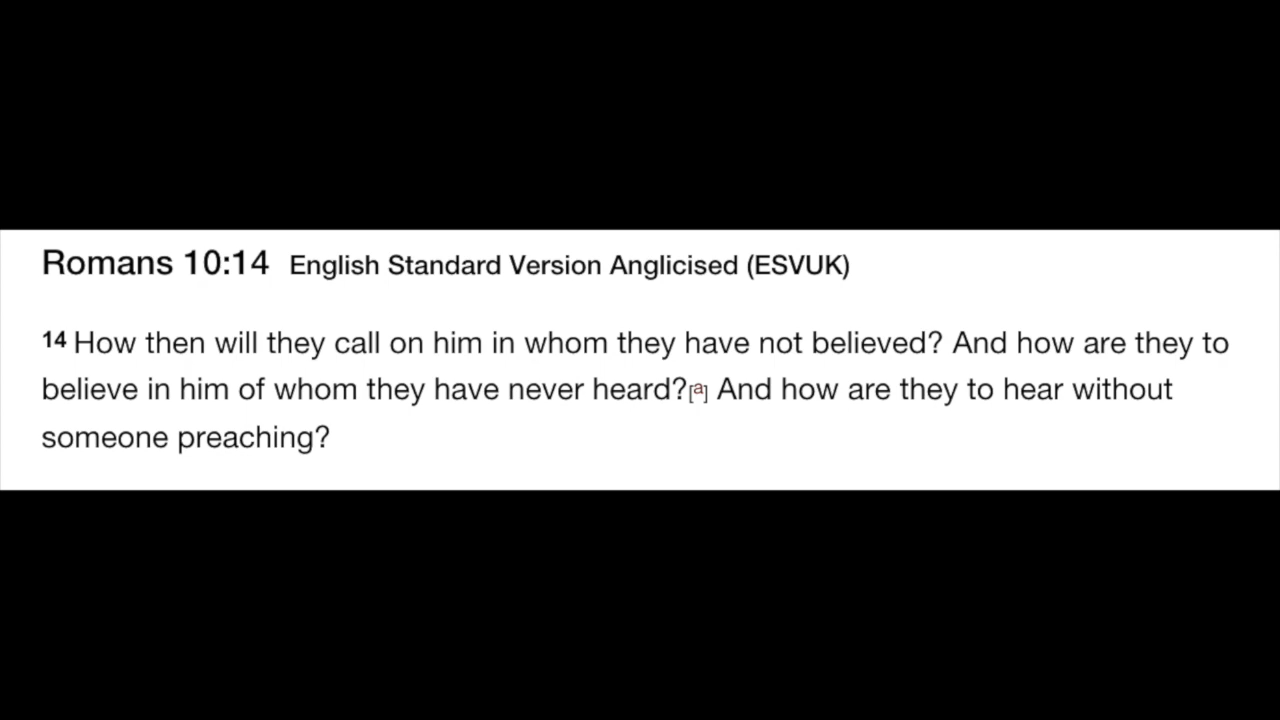 Romans 10:14 English Standard Version Anglicised (ESVUK)
14 How then will they call on him in whom they have not believed? And how are they to
believe in him of whom they have never heard?[a] And how are they to hear without
someone preaching?